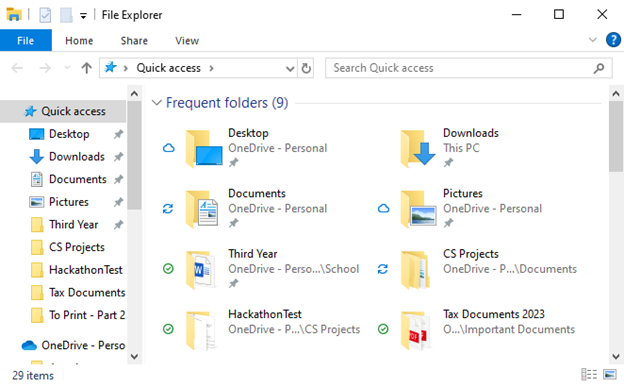 File Explorer
File Home Share View
Quick access Search Quick access
Quick access
Desktop
Downloads
Documents
Pictures
Third Year
CS Projects
HackathonTest
Tax Documents
To Print - Part 2
OneDrive - Perso
Frequent folders (9)
Desktop
OneDrive - Personal
Downloads
This PC
Documents
OneDrive - Personal
Pictures
OneDrive - Personal
Third Year
OneDrive - Perso...\School
CS Projects
OneDrive - P...\Documents
HackathonTest
OneDrive - P...\CS Projects
Tax Documents 2023
O...\Important Documents
29 items